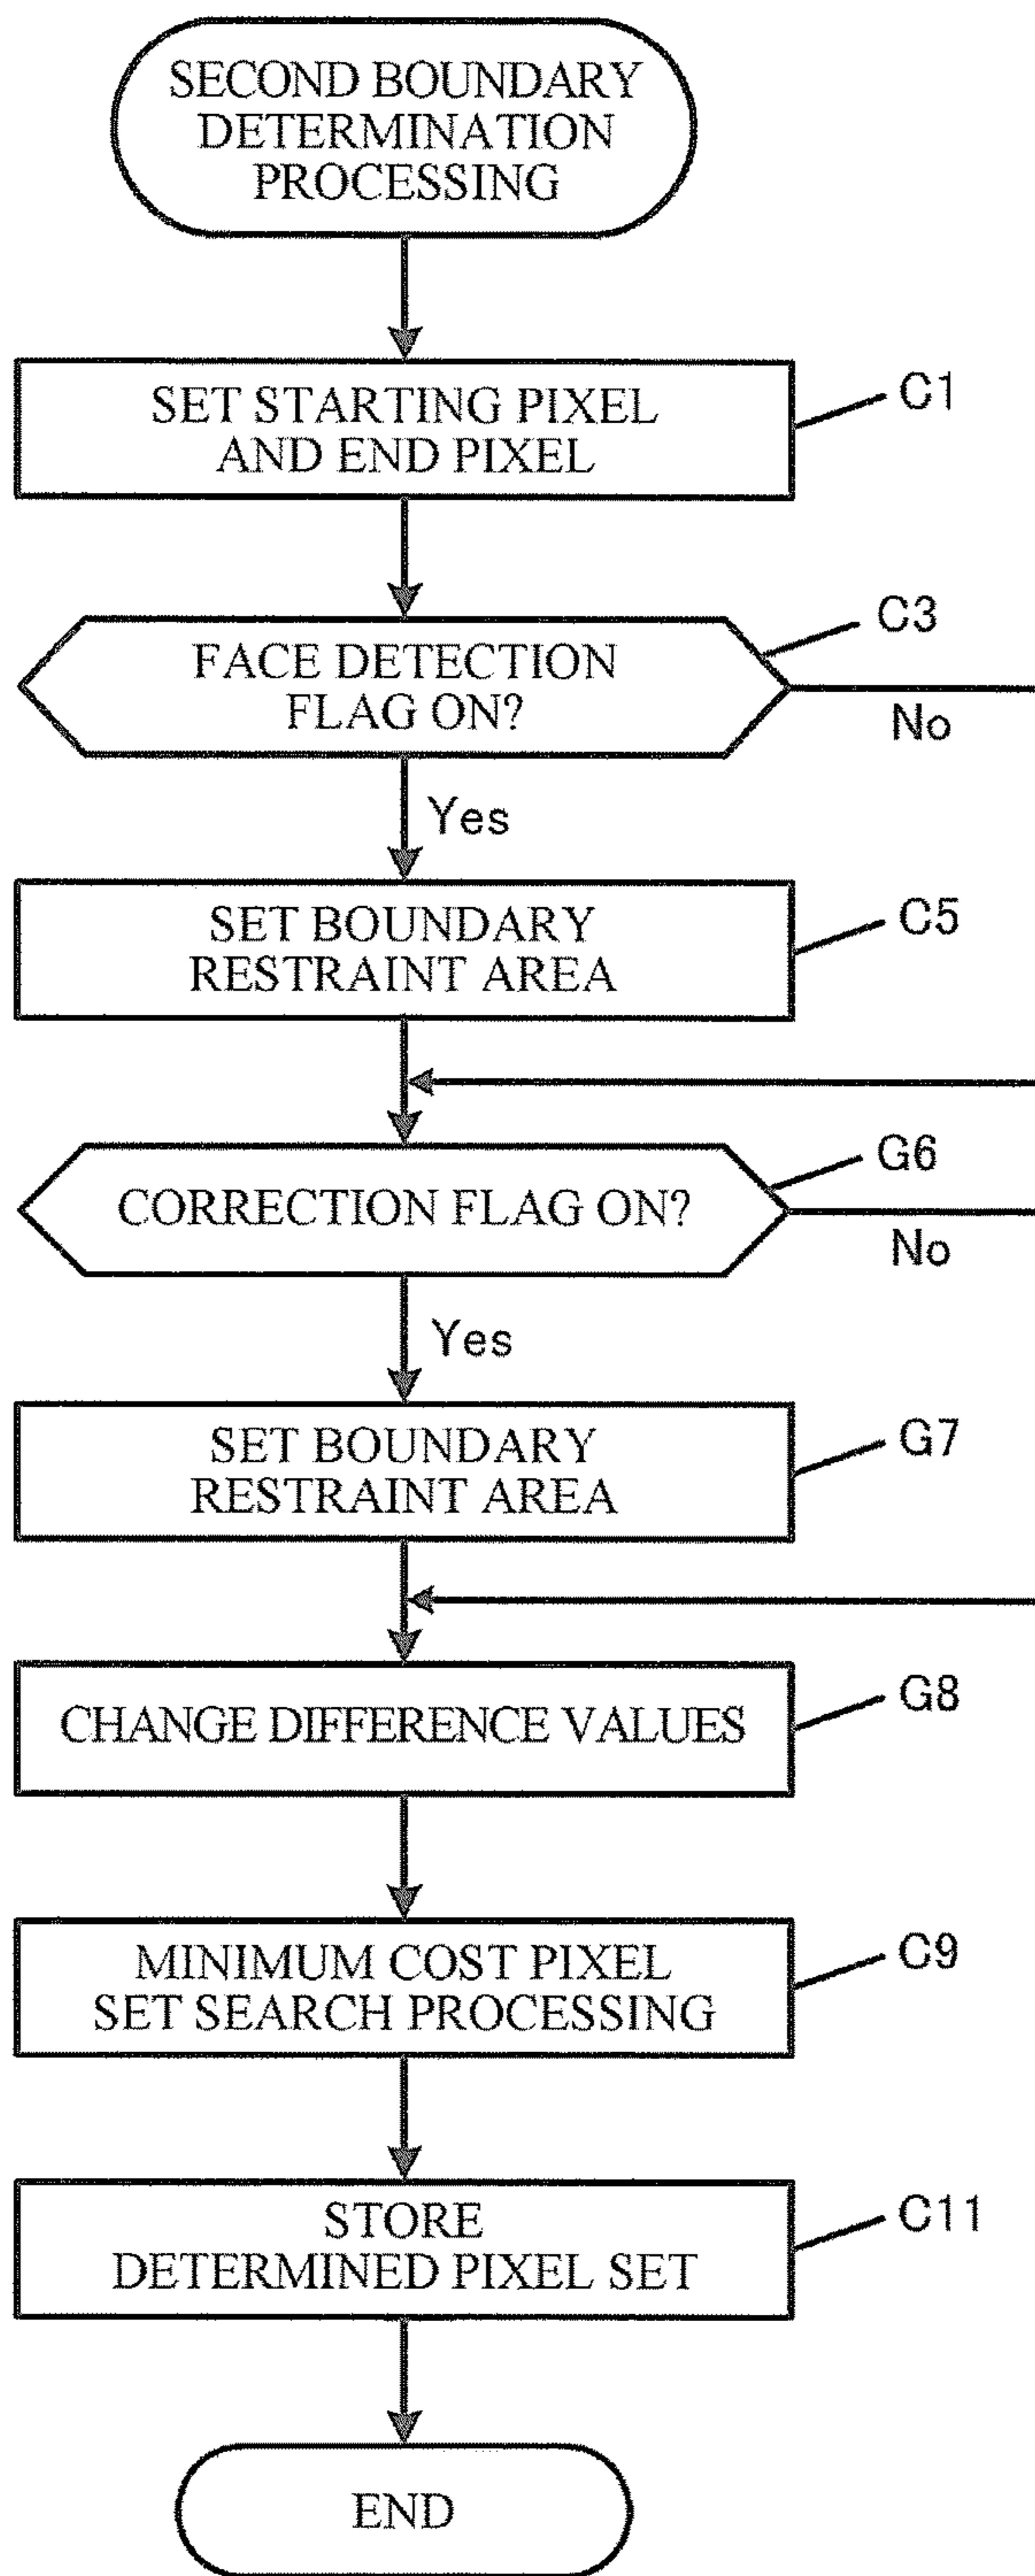 SECOND BOUNDARY
DETERMINATION
PROCESSING
SET STARTING PIXEL
AND END PIXEL
C1
FACE DETECTION
FLAG ON?
C3
No
Yes
SET BOUNDARY
RESTRAINT AREA
C5
CORRECTION FLAG ON?
G6
No
Yes
SET BOUNDARY
RESTRAINT AREA
G7
CHANGE DIFFERENCE VALUES
G8
MINIMUM COST PIXEL
SET SEARCH PROCESSING
C9
STORE
DETERMINED PIXEL SET
C11
END